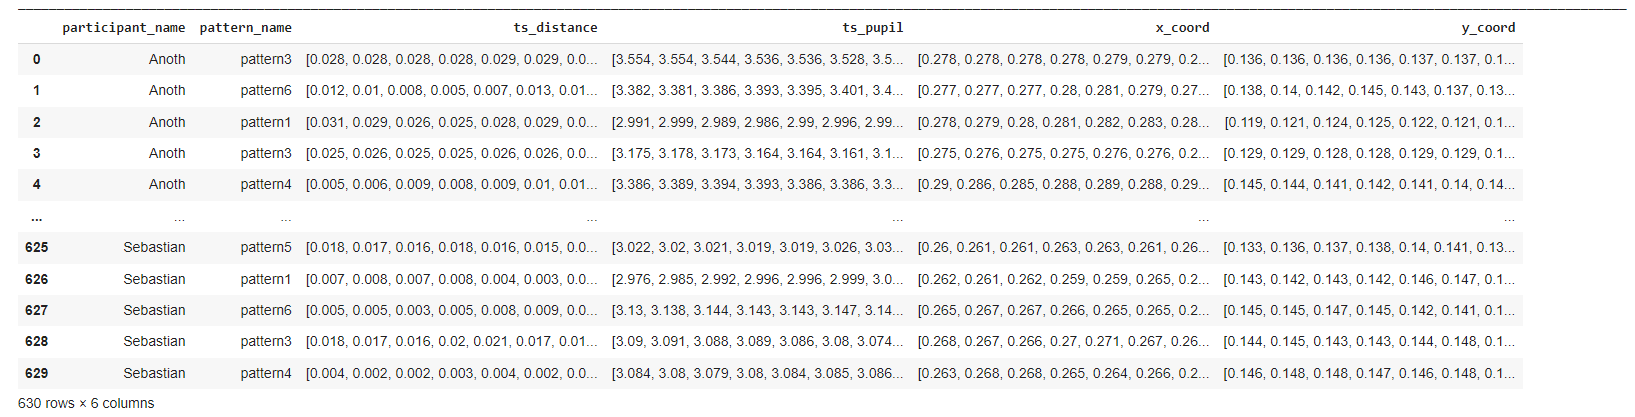 participant_name pattern_name ts_distance ts_pupil x_coord y_coord
0 Anoth pattern3 [0.028, 0.028, 0.028, 0.028, 0.029, 0.029, 0.0... [3.554, 3.554, 3.544, 3.536, 3.536, 3.528, 3.5... [0.278, 0.278, 0.278, 0.278, 0.279, 0.279, 0.2... [0.136, 0.136, 0.136, 0.136, 0.137, 0.137, 0.1...
1 Anoth pattern6 [0.012, 0.01, 0.008, 0.005, 0.007, 0.013, 0.01... [3.382, 3.381, 3.386, 3.393, 3.395, 3.401, 3.4... [0.277, 0.277, 0.277, 0.28, 0.281, 0.279, 0.27... [0.138, 0.14, 0.142, 0.145, 0.143, 0.137, 0.13...
2 Anoth pattern1 [0.031, 0.029, 0.026, 0.025, 0.028, 0.029, 0.0... [2.991, 2.999, 2.989, 2.986, 2.99, 2.996, 2.99... [0.278, 0.279, 0.28, 0.281, 0.282, 0.283, 0.28... [0.119, 0.121, 0.124, 0.125, 0.122, 0.121, 0.1...
3 Anoth pattern3 [0.025, 0.026, 0.025, 0.025, 0.026, 0.026, 0.0... [3.175, 3.178, 3.173, 3.164, 3.164, 3.161, 3.1... [0.275, 0.276, 0.275, 0.275, 0.276, 0.276, 0.2... [0.129, 0.129, 0.128, 0.128, 0.129, 0.129, 0.1...
4 Anoth pattern4 [0.005, 0.006, 0.009, 0.008, 0.009, 0.01, 0.01... [3.386, 3.389, 3.394, 3.393, 3.386, 3.386, 3.3... [0.29, 0.286, 0.285, 0.288, 0.289, 0.288, 0.29... [0.145, 0.144, 0.141, 0.142, 0.141, 0.14, 0.14...
... ... ... ... ... ... ...
625 Sebastian pattern5 [0.018, 0.017, 0.016, 0.018, 0.016, 0.015, 0.0... [3.022, 3.02, 3.021, 3.019, 3.019, 3.026, 3.03... [0.26, 0.261, 0.261, 0.263, 0.263, 0.261, 0.26... [0.133, 0.136, 0.137, 0.138, 0.14, 0.141, 0.13...
626 Sebastian pattern1 [0.007, 0.008, 0.007, 0.008, 0.004, 0.003, 0.0... [2.976, 2.985, 2.992, 2.996, 2.996, 2.999, 3.0... [0.262, 0.261, 0.262, 0.259, 0.259, 0.265, 0.2... [0.143, 0.142, 0.143, 0.142, 0.146, 0.147, 0.1...
627 Sebastian pattern6 [0.005, 0.005, 0.003, 0.005, 0.008, 0.009, 0.0... [3.13, 3.138, 3.144, 3.143, 3.143, 3.147, 3.14... [0.265, 0.267, 0.267, 0.266, 0.265, 0.265, 0.2... [0.145, 0.145, 0.147, 0.145, 0.142, 0.141, 0.1...
628 Sebastian pattern3 [0.018, 0.017, 0.016, 0.02, 0.021, 0.017, 0.01... [3.09, 3.091, 3.088, 3.089, 3.086, 3.08, 3.074... [0.268, 0.267, 0.266, 0.27, 0.271, 0.267, 0.26... [0.144, 0.145, 0.143, 0.143, 0.144, 0.148, 0.1...
629 Sebastian pattern4 [0.004, 0.002, 0.002, 0.003, 0.004, 0.002, 0.0... [3.084, 3.08, 3.079, 3.08, 3.084, 3.085, 3.086... [0.263, 0.268, 0.268, 0.265, 0.264, 0.266, 0.2... [0.146, 0.148, 0.148, 0.147, 0.146, 0.148, 0.1...
630 rows × 6 columns